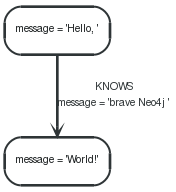 message = 'Hello, '
KNOWS
message = 'brave Neo4j '
message = 'World!'